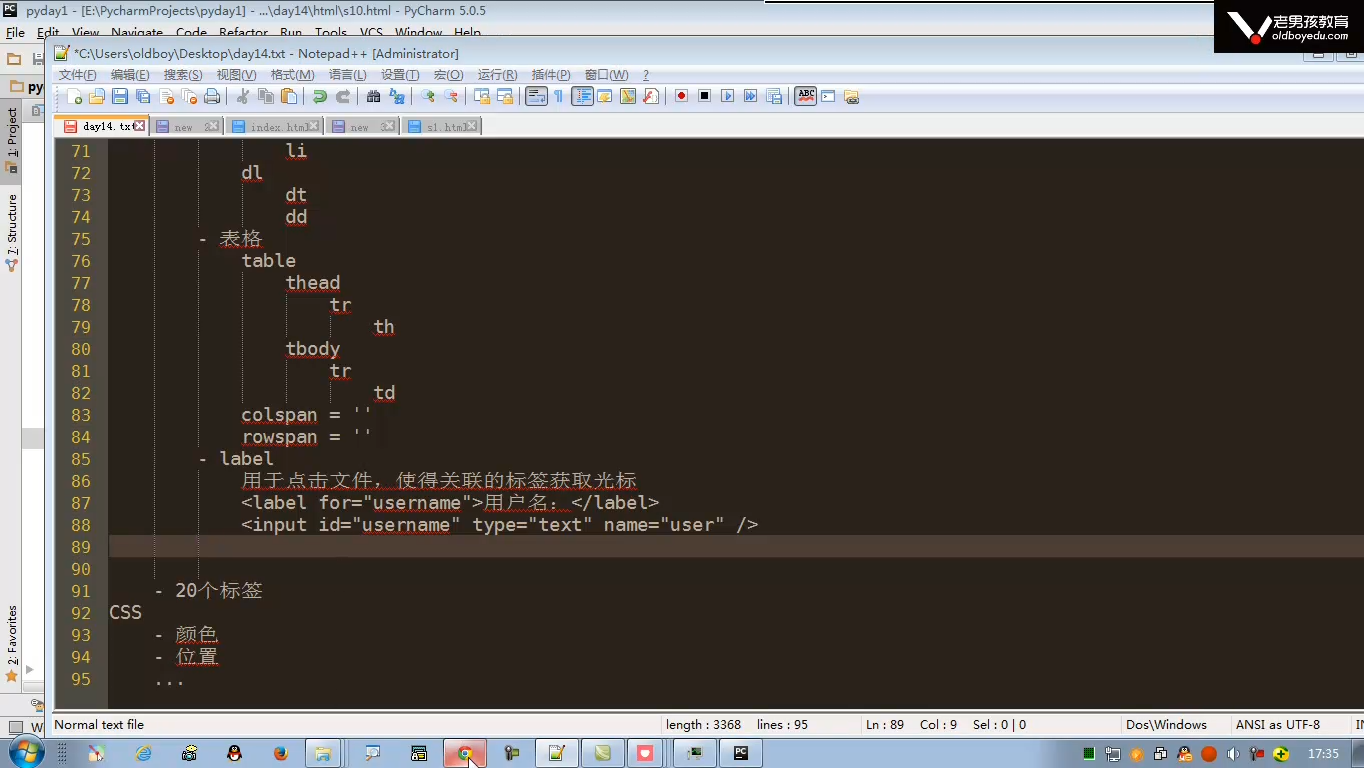 pyday1 - [E:\PycharmProjects\pyday1] - ...\day14\html\s10.html - PyCharm 5.0.5
File Edit View Navigate Code Refactor Run Tools VCS Window Help
老男孩教育
oldboyedu.com
*C:\Users\oldboy\Desktop\day14.txt - Notepad++ [Administrator]
文件(F) 编辑(E) 搜索(S) 视图(V) 格式(M) 语言(L) 设置(T) 宏(O) 运行(R) 插件(P) 窗口(W) ?
py
1: Project
7: Structure
2: Favorites
day14.txt new 2 index.html new 3 s1.html
71 li
72 dl
73 dt
74 dd
75 - 表格
76 table
77 thead
78 tr
79 th
80 tbody
81 tr
82 td
83 colspan = ''
84 rowspan = ''
85 - label
86 用于点击文件，使得关联的标签获取光标
87 <label for="username">用户名：</label>
88 <input id="username" type="text" name="user" />
89
90
91 - 20个标签
92 CSS
93 - 颜色
94 - 位置
95 ...
Normal text file length : 3368 lines : 95 Ln : 89 Col : 9 Sel : 0 | 0 Dos\Windows ANSI as UTF-8 IN
17:35